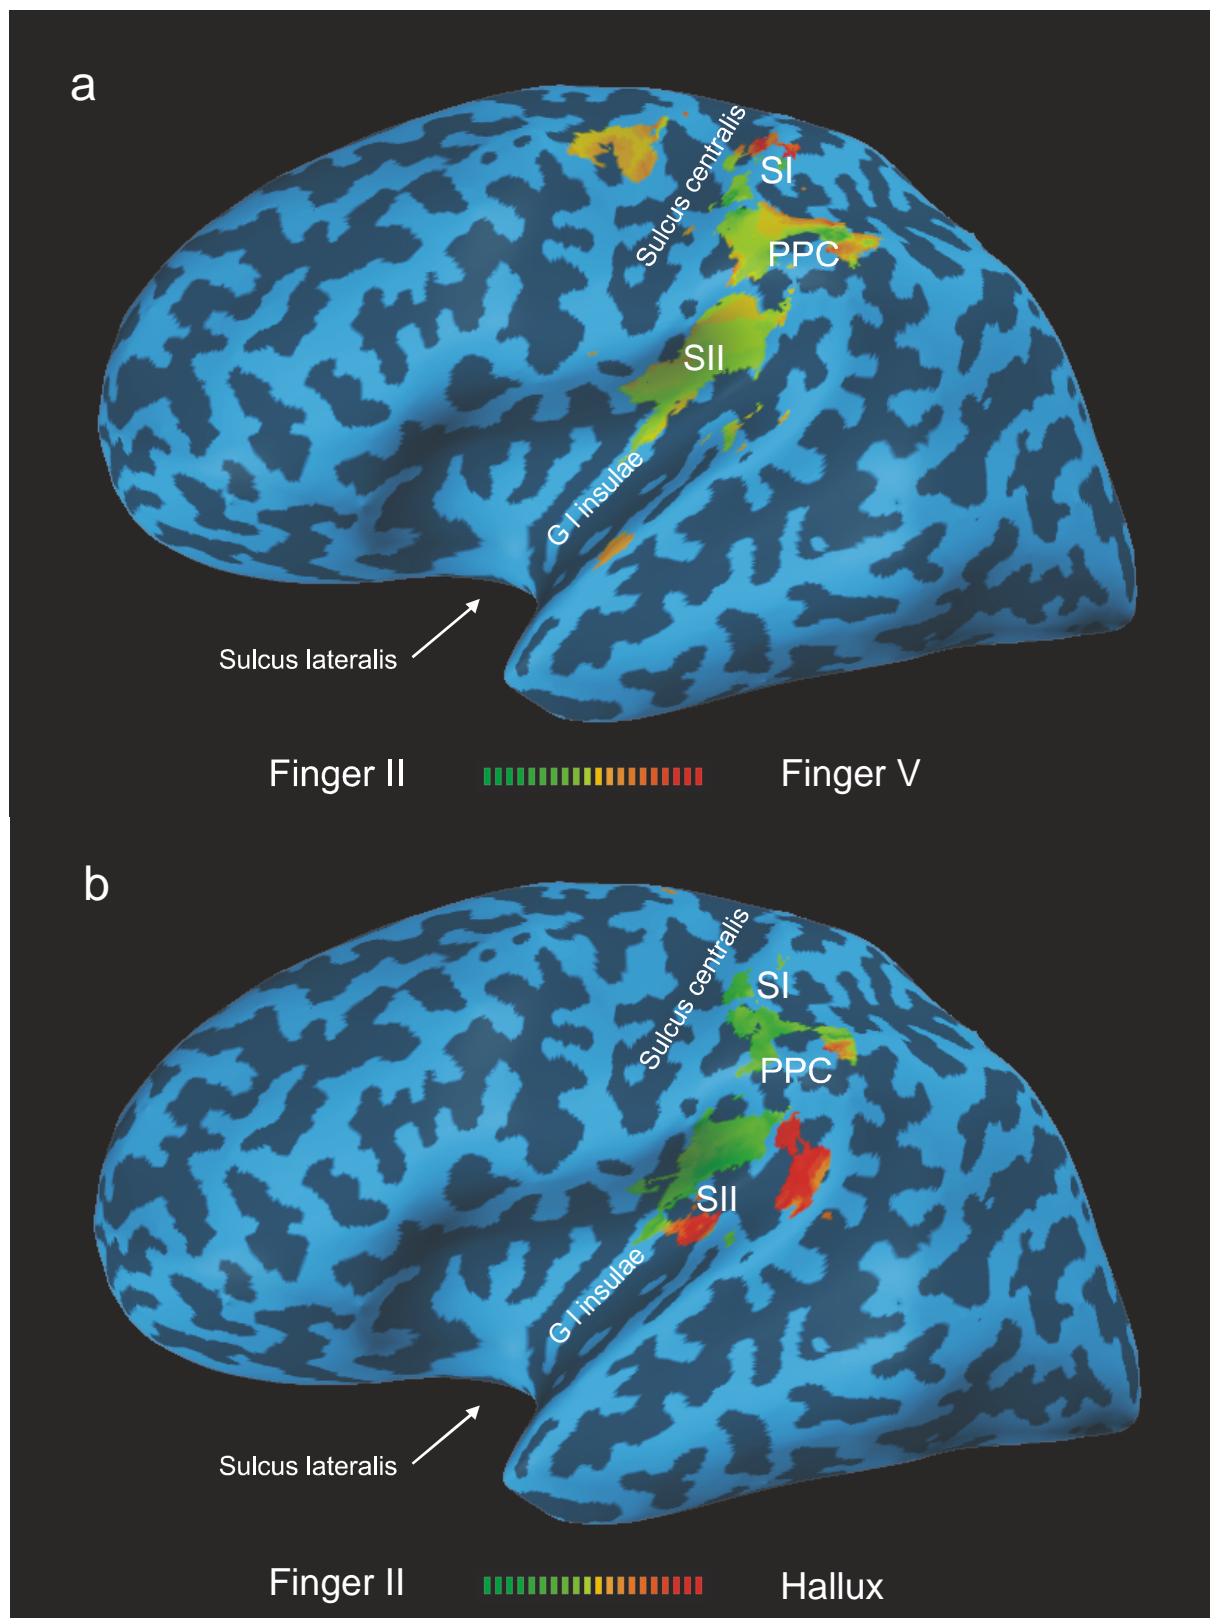 a
Sulcus centralis
SI
PPC
SII
G I insulae
Sulcus lateralis
Finger II
Finger V
b
Sulcus centralis
SI
PPC
SII
G I insulae
Sulcus lateralis
Finger II
Hallux